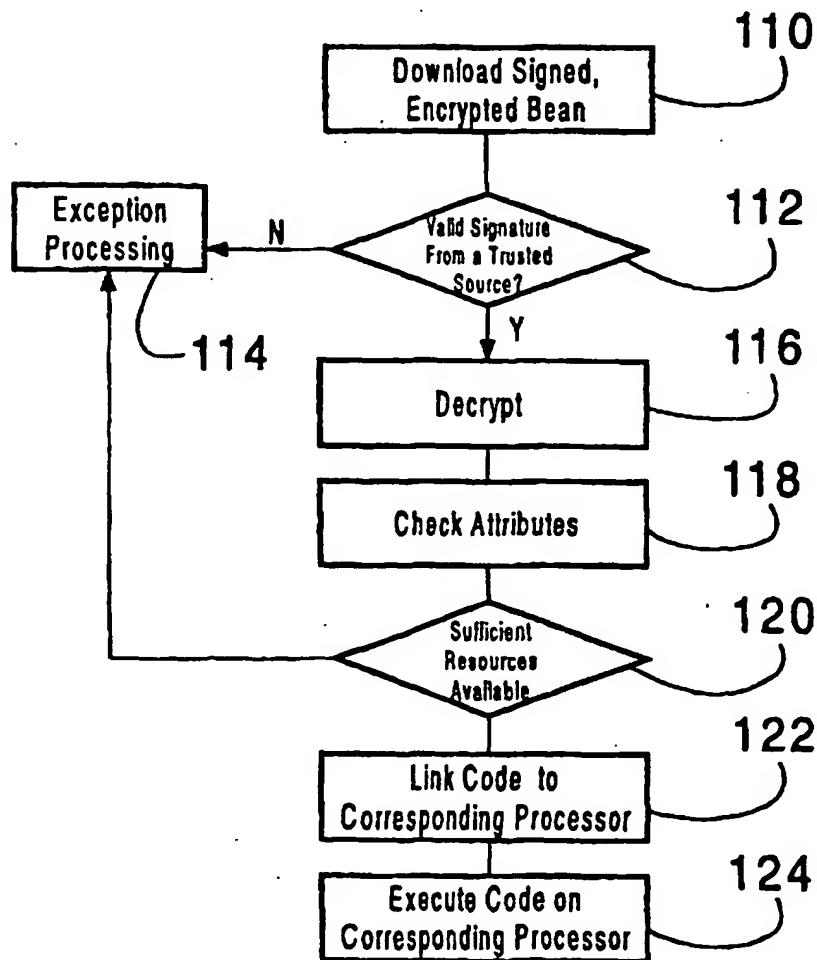 110
Download Signed,
Encrypted Bean
112
Valid Signature
From a Trusted
Source?
N
Exception
Processing
114
Y
116
Decrypt
118
Check Attributes
120
Sufficient
Resources
Available
122
Link Code to
Corresponding Processor
124
Execute Code on
Corresponding Processor